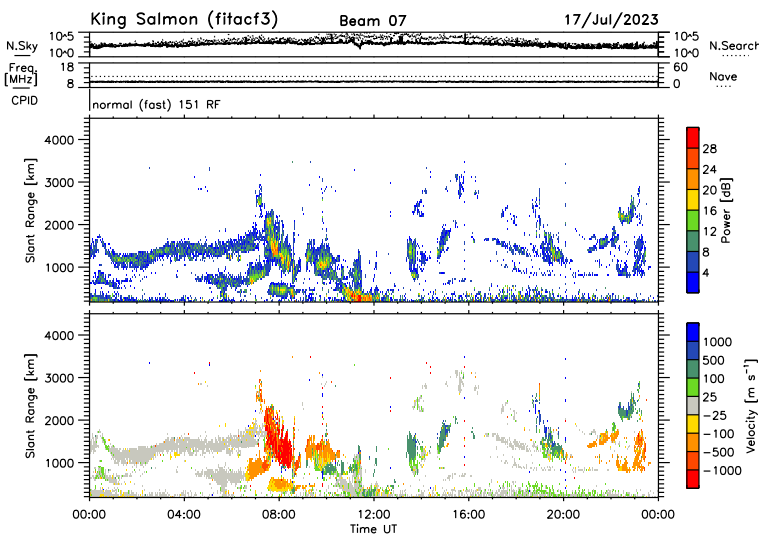 King Salmon (fitacf3) Beam 07 17/Jul/2023
N.Sky 10^5 10^0 10^5 10^0 N.Search
Freq. [MHz] 18 8 60 0 Nave
CPID normal (fast) 151 RF
Slant Range [km] 4000 3000 2000 1000
Power [dB] 28 24 20 16 12 8 4
Slant Range [km] 4000 3000 2000 1000
Velocity [m s⁻¹] 1000 500 100 25 −25 −100 −500 −1000
00:00 04:00 08:00 12:00 16:00 20:00 00:00
Time UT